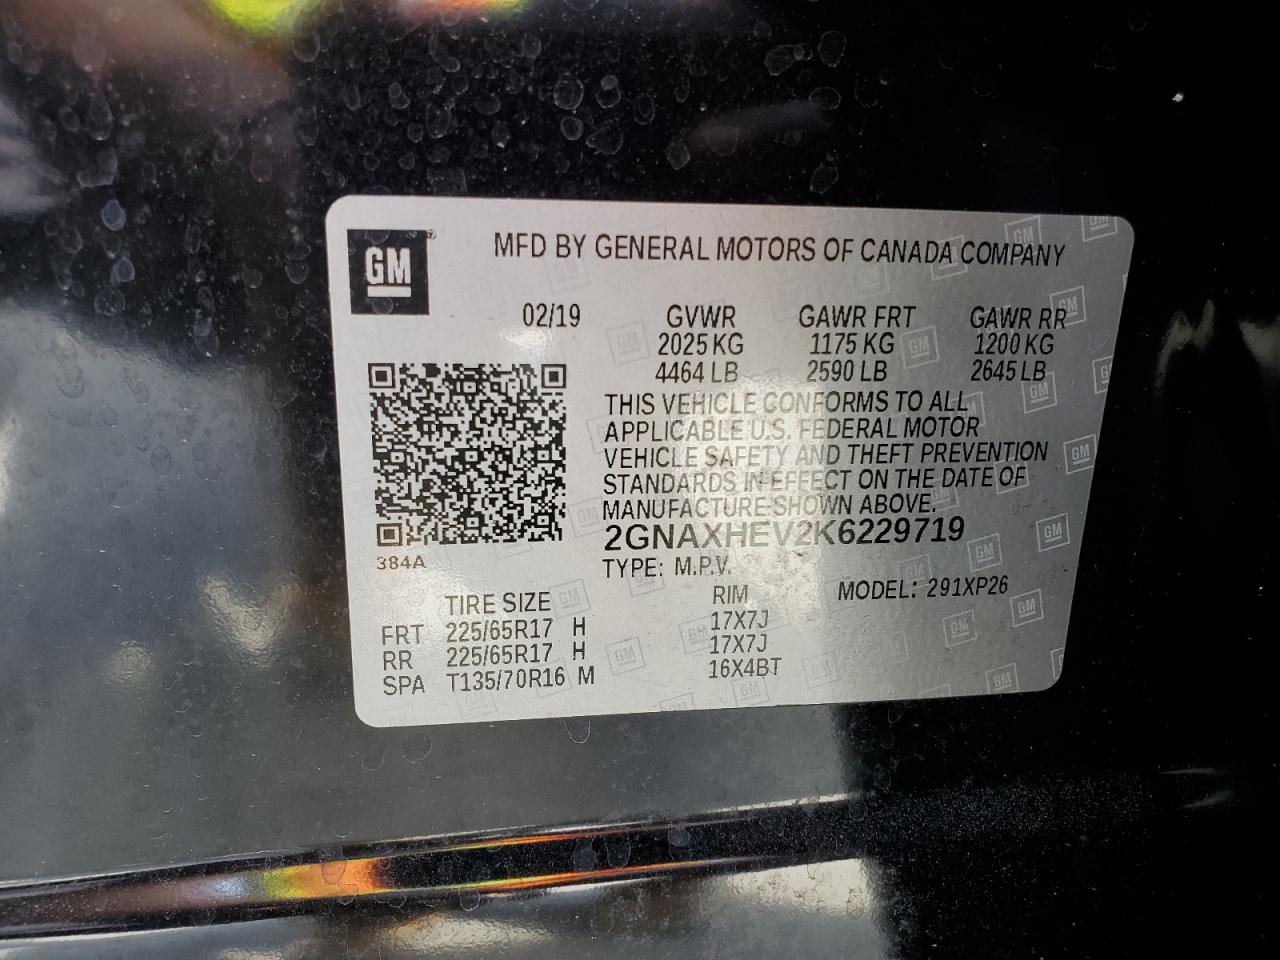 GM
MFD BY GENERAL MOTORS OF CANADA COMPANY
02/19 GVWR GAWR FRT GAWR RR
2025 KG 1175 KG 1200 KG
4464 LB 2590 LB 2645 LB
THIS VEHICLE CONFORMS TO ALL
APPLICABLE U.S. FEDERAL MOTOR
VEHICLE SAFETY AND THEFT PREVENTION
STANDARDS IN EFFECT ON THE DATE OF
MANUFACTURE SHOWN ABOVE.
2GNAXHEV2K6229719
384A
TYPE: M.P.V.
MODEL: 291XP26
TIRE SIZE RIM
FRT 225/65R17 H 17X7J
RR 225/65R17 H 17X7J
SPA T135/70R16 M 16X4BT